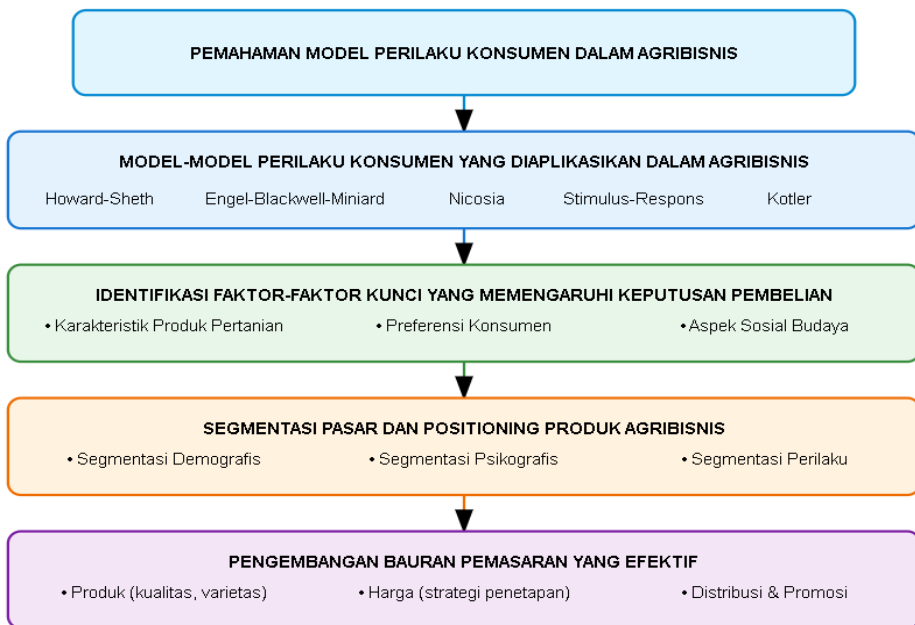 PEMAHAMAN MODEL PERILAKU KONSUMEN DALAM AGRIBISNIS
MODEL-MODEL PERILAKU KONSUMEN YANG DIAPLIKASIKAN DALAM AGRIBISNIS
Howard-Sheth Engel-Blackwell-Miniard Nicosia Stimulus-Respons Kotler
IDENTIFIKASI FAKTOR-FAKTOR KUNCI YANG MEMENGARUHI KEPUTUSAN PEMBELIAN
• Karakteristik Produk Pertanian • Preferensi Konsumen • Aspek Sosial Budaya
SEGMENTASI PASAR DAN POSITIONING PRODUK AGRIBISNIS
• Segmentasi Demografis • Segmentasi Psikografis • Segmentasi Perilaku
PENGEMBANGAN BAURAN PEMASARAN YANG EFEKTIF
• Produk (kualitas, varietas) • Harga (strategi penetapan) • Distribusi & Promosi